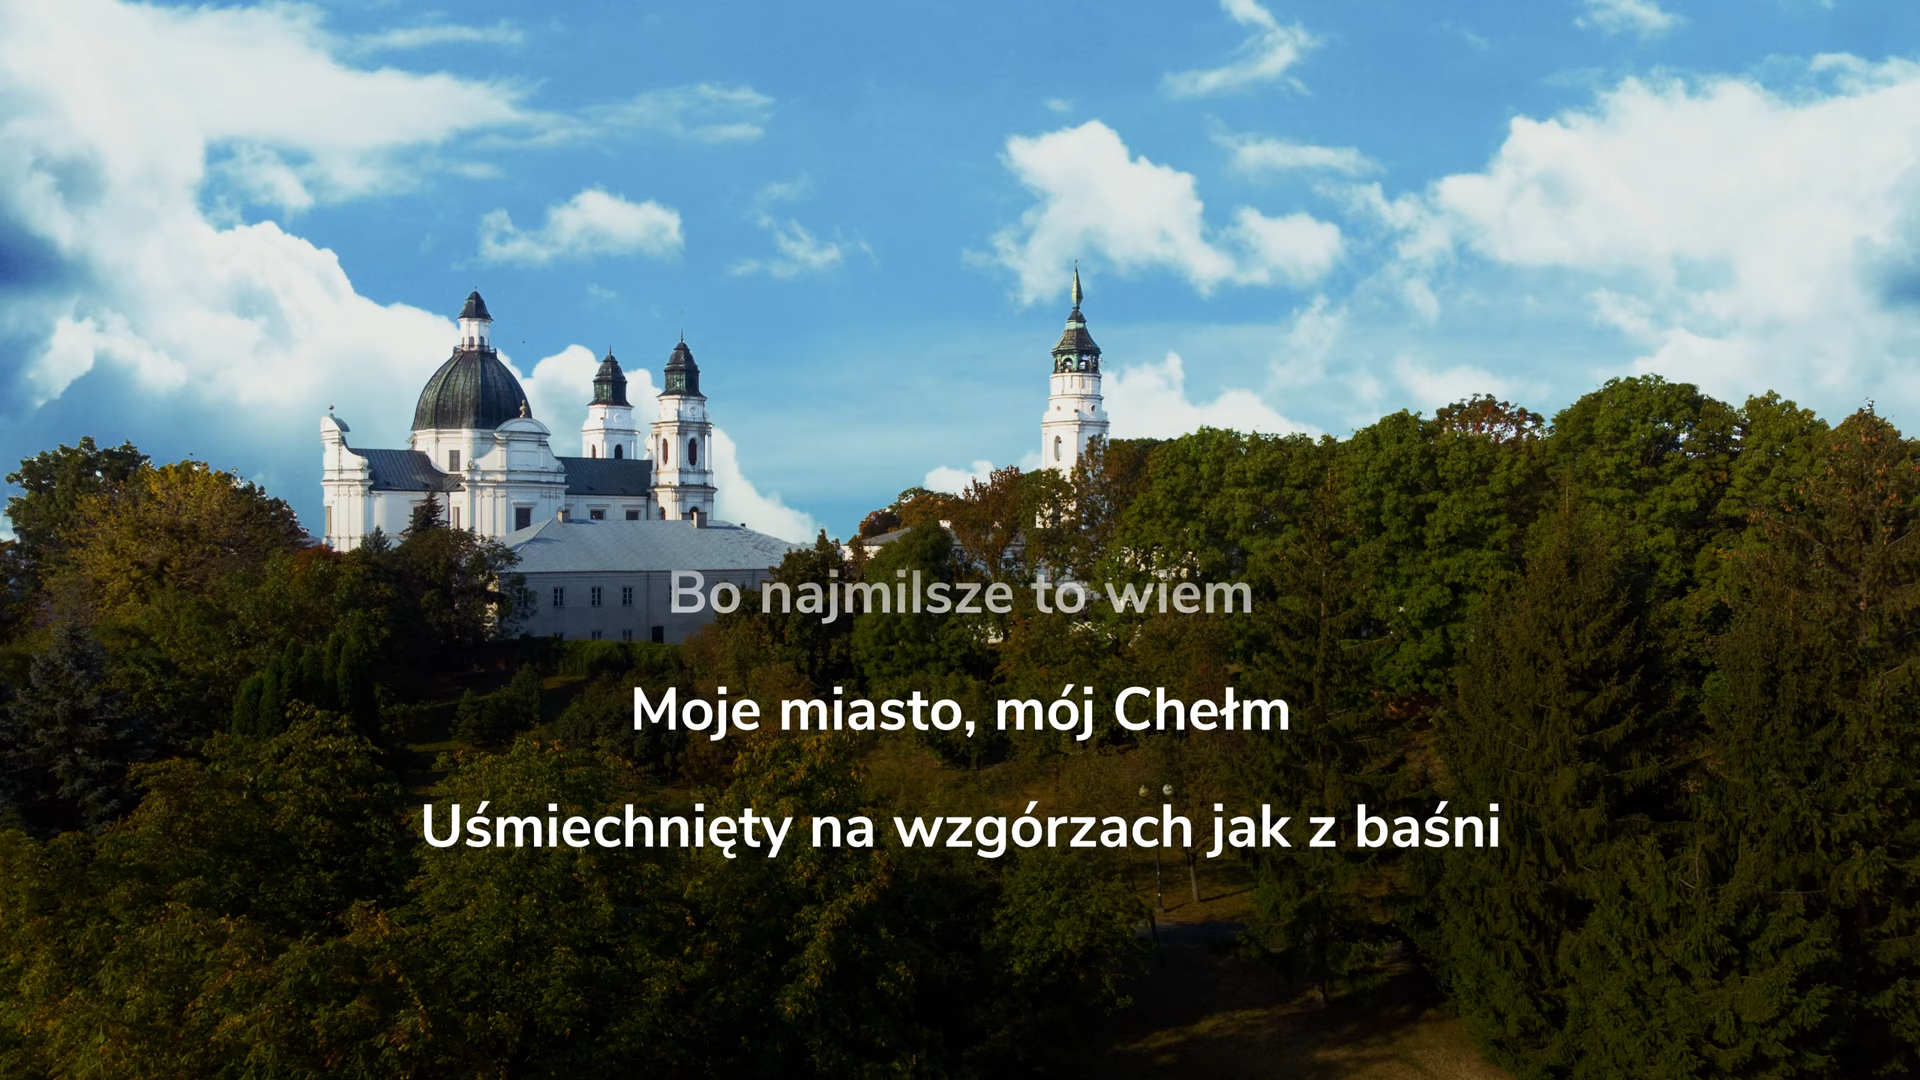 Bo najmilsze to wiem
Moje miasto, mój Chełm
Uśmiechnięty na wzgórzach jak z baśni